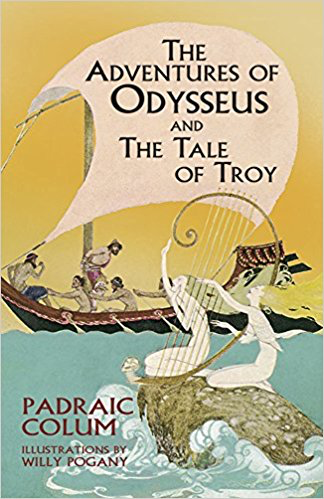 THE
ADVENTURES OF
ODYSSEUS
AND
THE TALE
OF TROY
PADRAIC
COLUM
ILLUSTRATIONS BY
WILLY POGANY